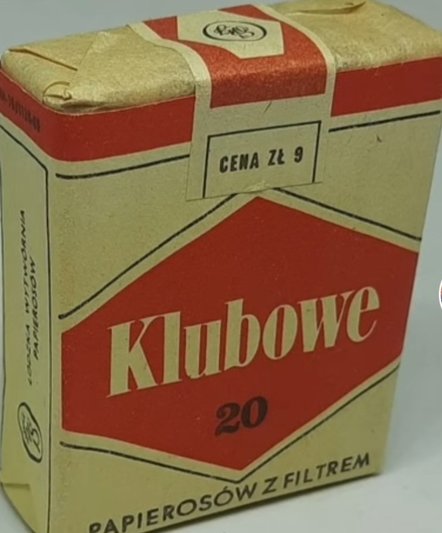 CENA ZŁ 9
Klubowe
20
PAPIEROSÓW Z FILTREM
ŁÓDZKA WYTWÓRNIA
PAPIEROSÓW